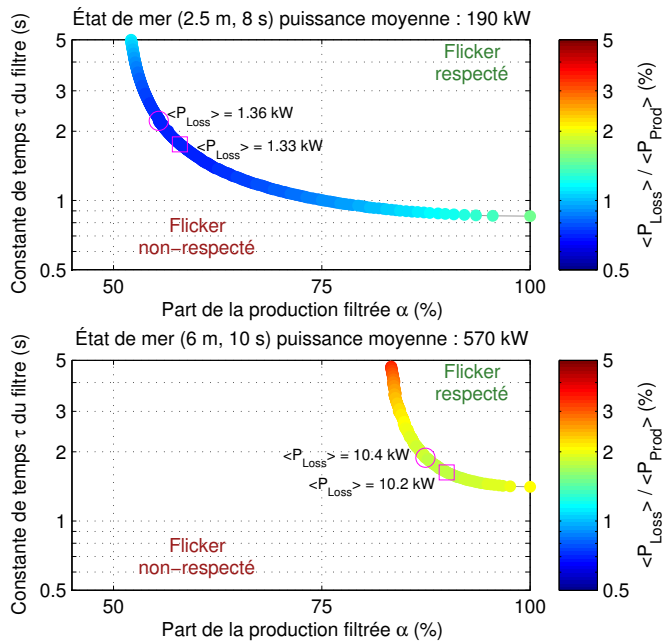 État de mer (2.5 m, 8 s) puissance moyenne : 190 kW
Constante de temps τ du filtre (s)
5
3
2
1
0.5
Flicker
respecté
<P_Loss> = 1.36 kW
<P_Loss> = 1.33 kW
Flicker
non−respecté
50
75
100
Part de la production filtrée α (%)
5
3
2
1
0.5
<P_Loss> / <P_Prod> (%)
État de mer (6 m, 10 s) puissance moyenne : 570 kW
Constante de temps τ du filtre (s)
5
3
2
1
0.5
Flicker
respecté
<P_Loss> = 10.4 kW
<P_Loss> = 10.2 kW
Flicker
non−respecté
50
75
100
Part de la production filtrée α (%)
5
3
2
1
0.5
<P_Loss> / <P_Prod> (%)